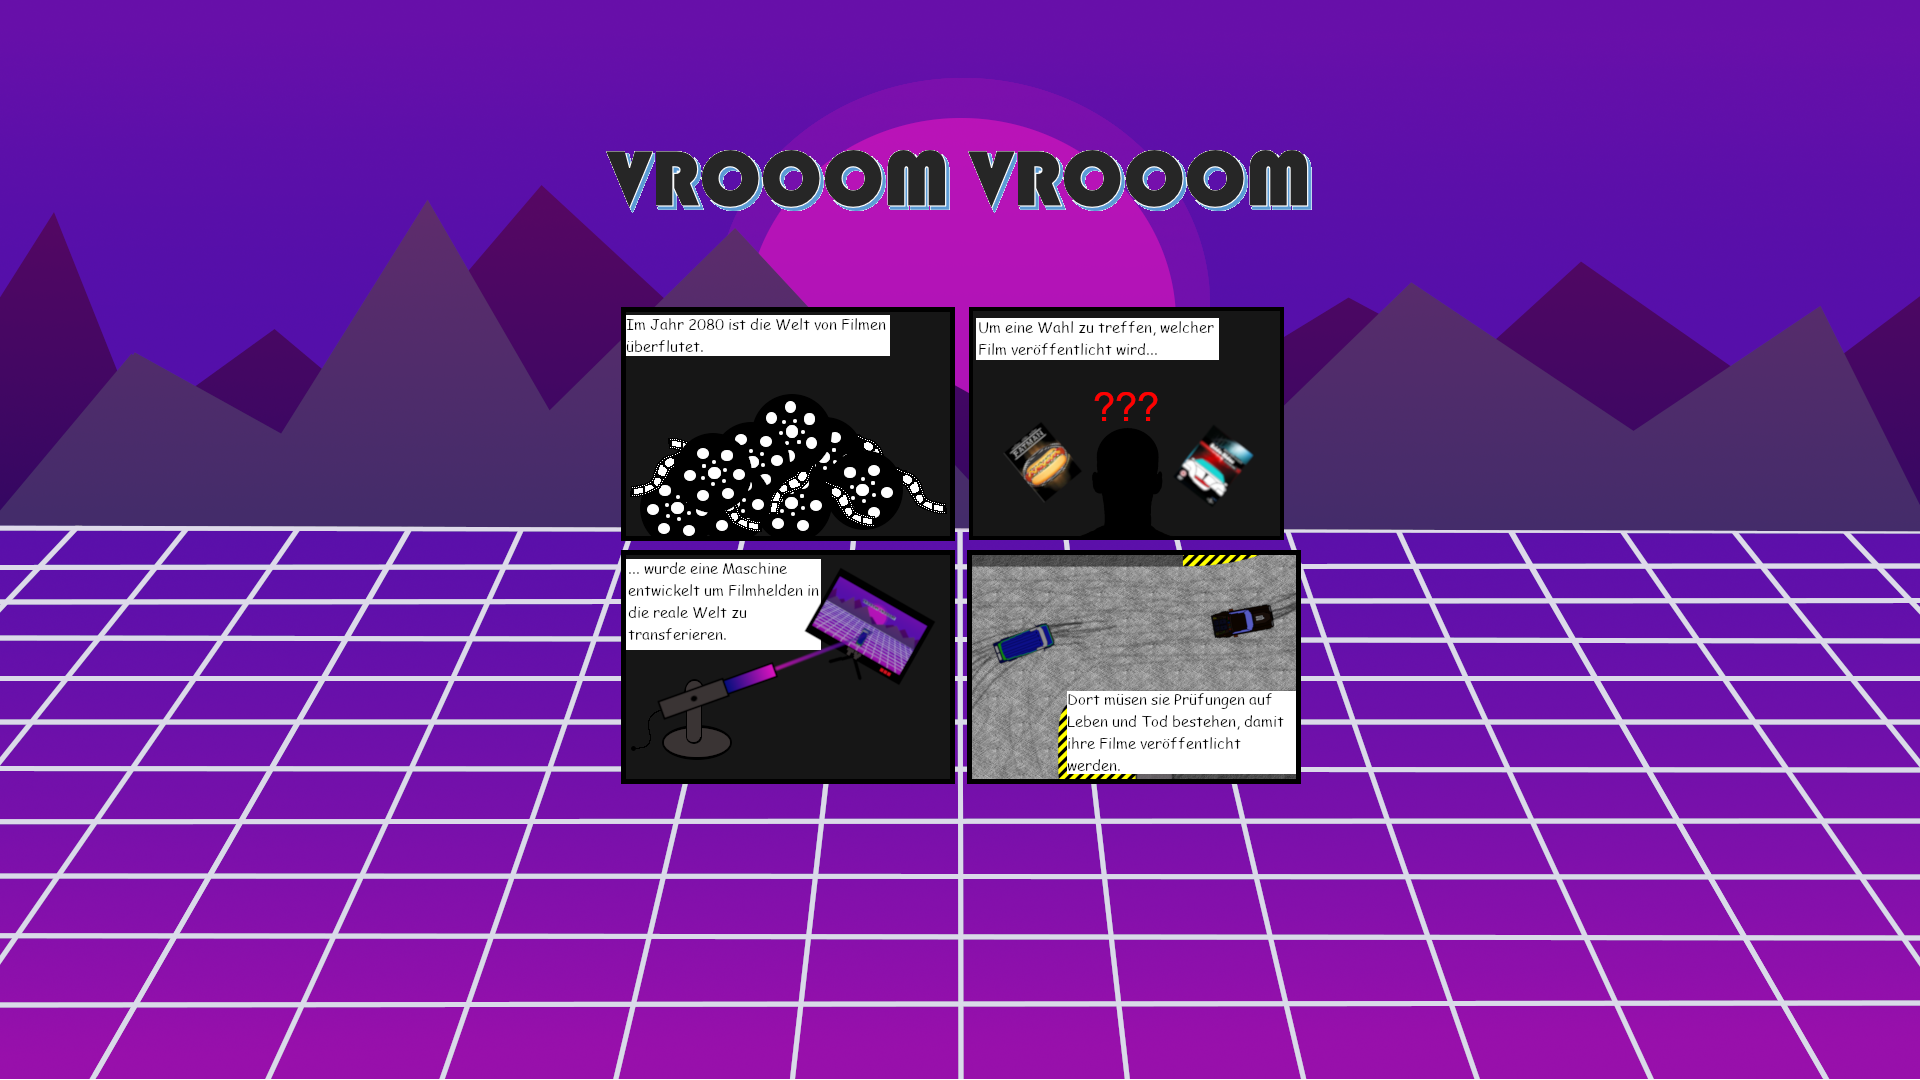 VROOOM VROOOM
Im Jahr 2080 ist die Welt von Filmen
überflutet.
Um eine Wahl zu treffen, welcher
Film veröffentlicht wird...
???
... wurde eine Maschine
entwickelt um Filmhelden in
die reale Welt zu
transferieren.
Dort müsen sie Prüfungen auf
Leben und Tod bestehen, damit
ihre Filme veröffentlicht
werden.